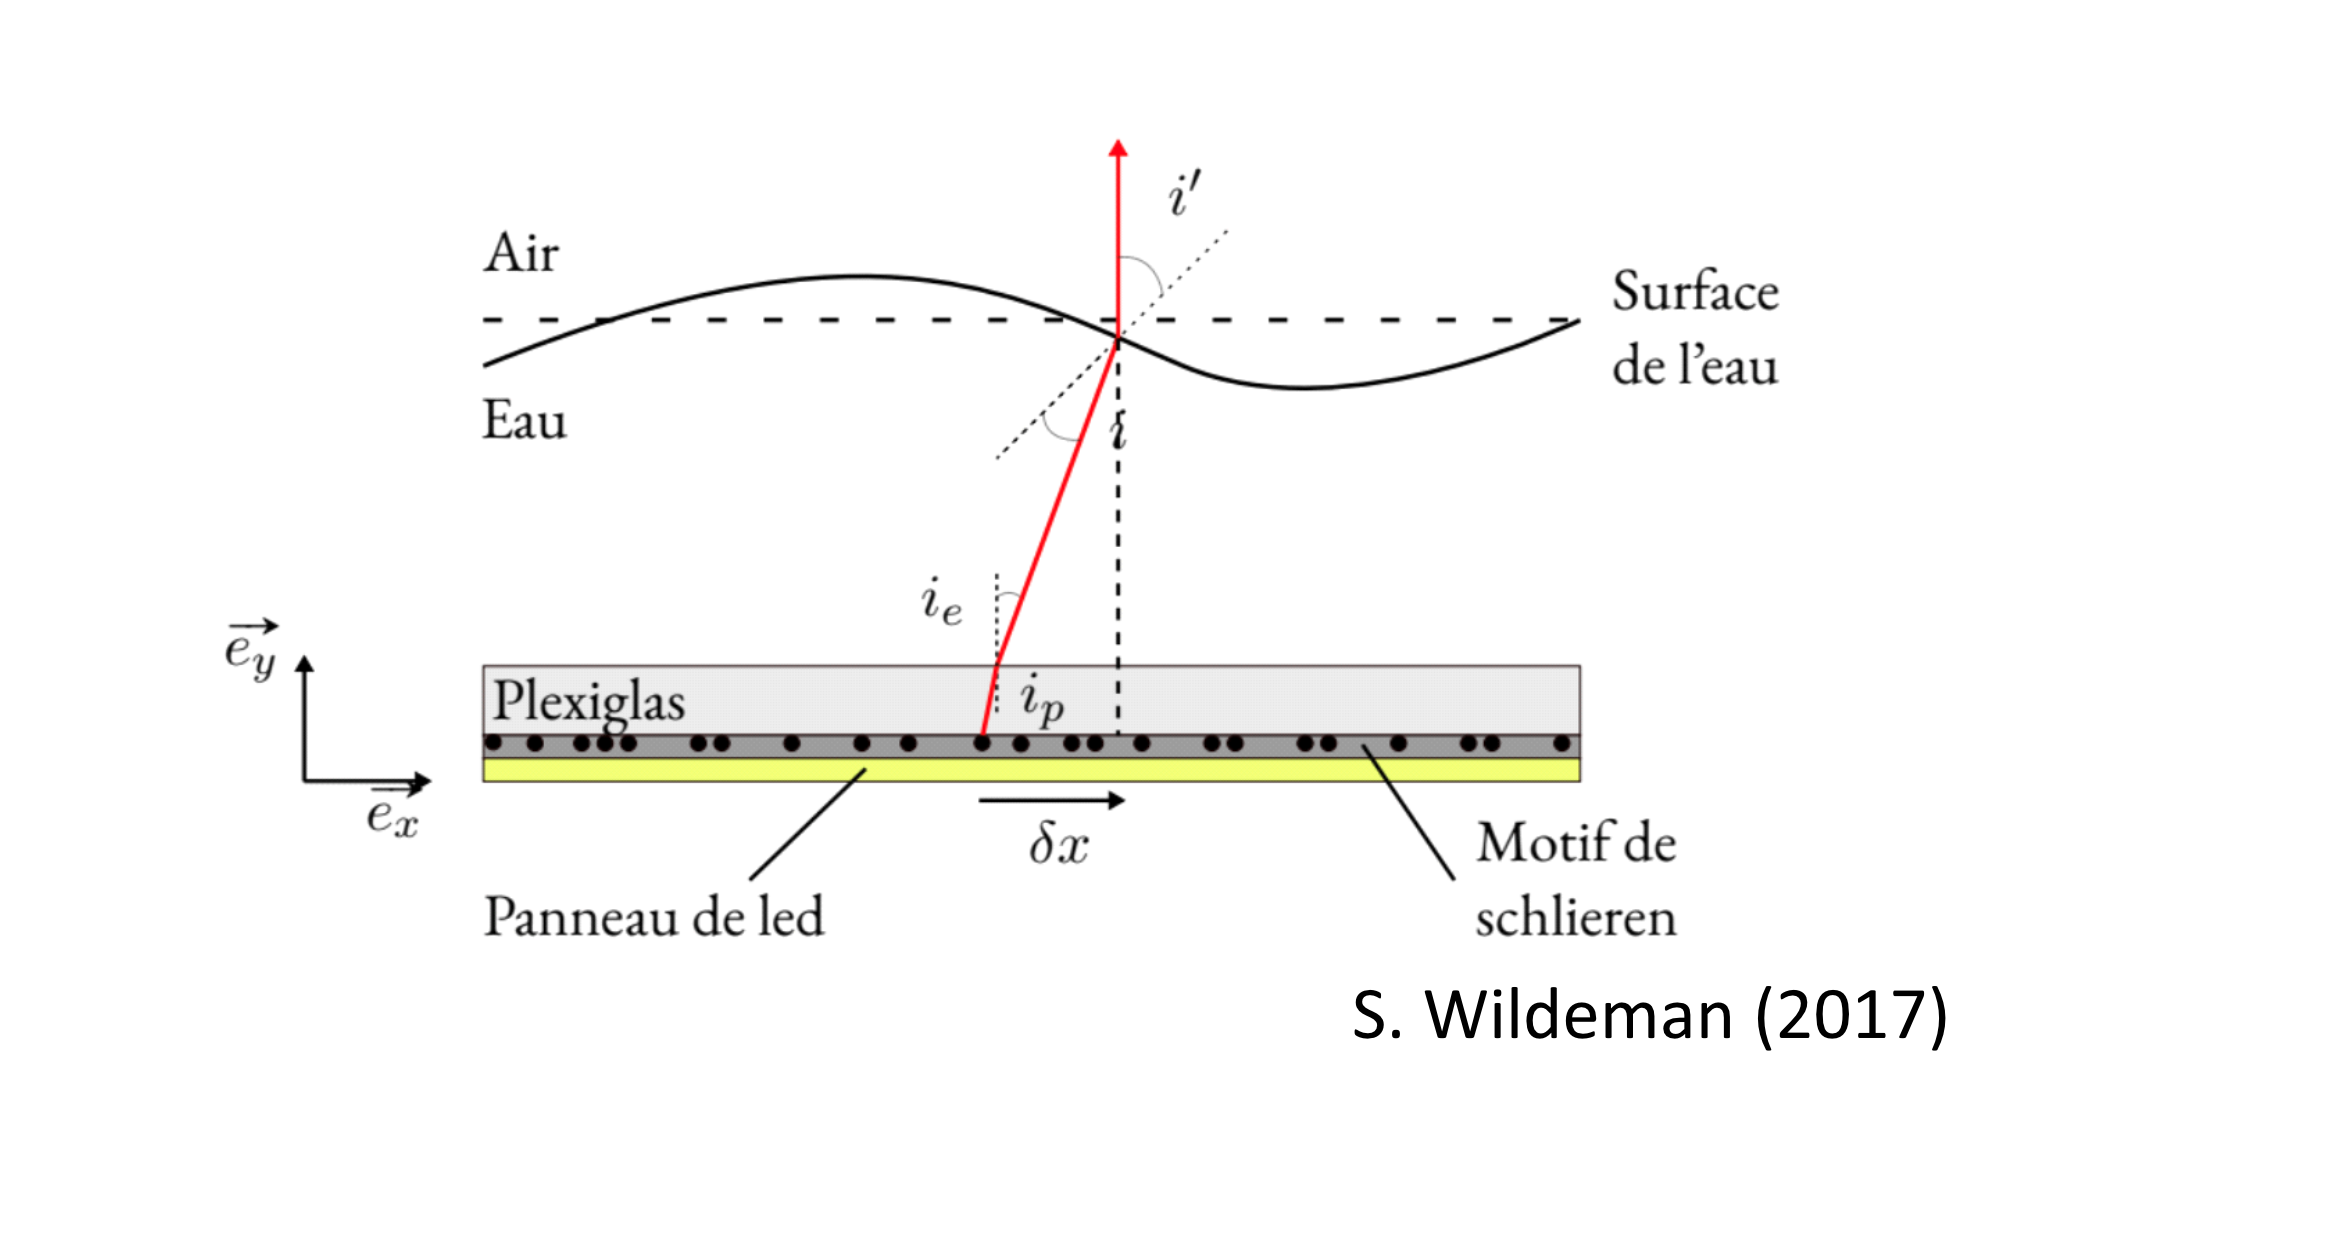 i′
Air
Surface
de l’eau
Eau
i
i_e
e_y
Plexiglas
i_p
e_x
δx
Motif de
schlieren
Panneau de led
S. Wildeman (2017)